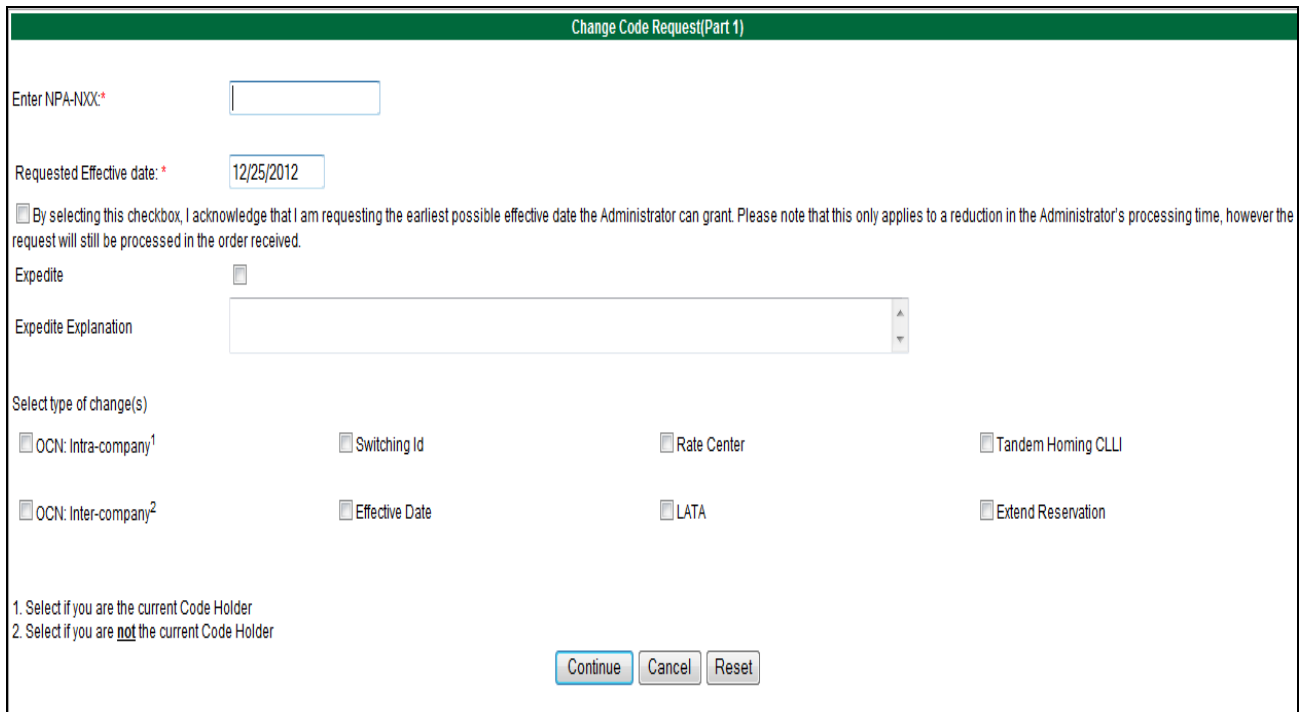 Change Code Request(Part 1)
Enter NPA-NXX:*
Requested Effective date: * 12/25/2012
By selecting this checkbox, I acknowledge that I am requesting the earliest possible effective date the Administrator can grant. Please note that this only applies to a reduction in the Administrator's processing time, however the
request will still be processed in the order received.
Expedite
Expedite Explanation
Select type of change(s)
OCN: Intra-company1 Switching Id Rate Center Tandem Homing CLLI
OCN: Inter-company2 Effective Date LATA Extend Reservation
1. Select if you are the current Code Holder
2. Select if you are not the current Code Holder
Continue Cancel Reset